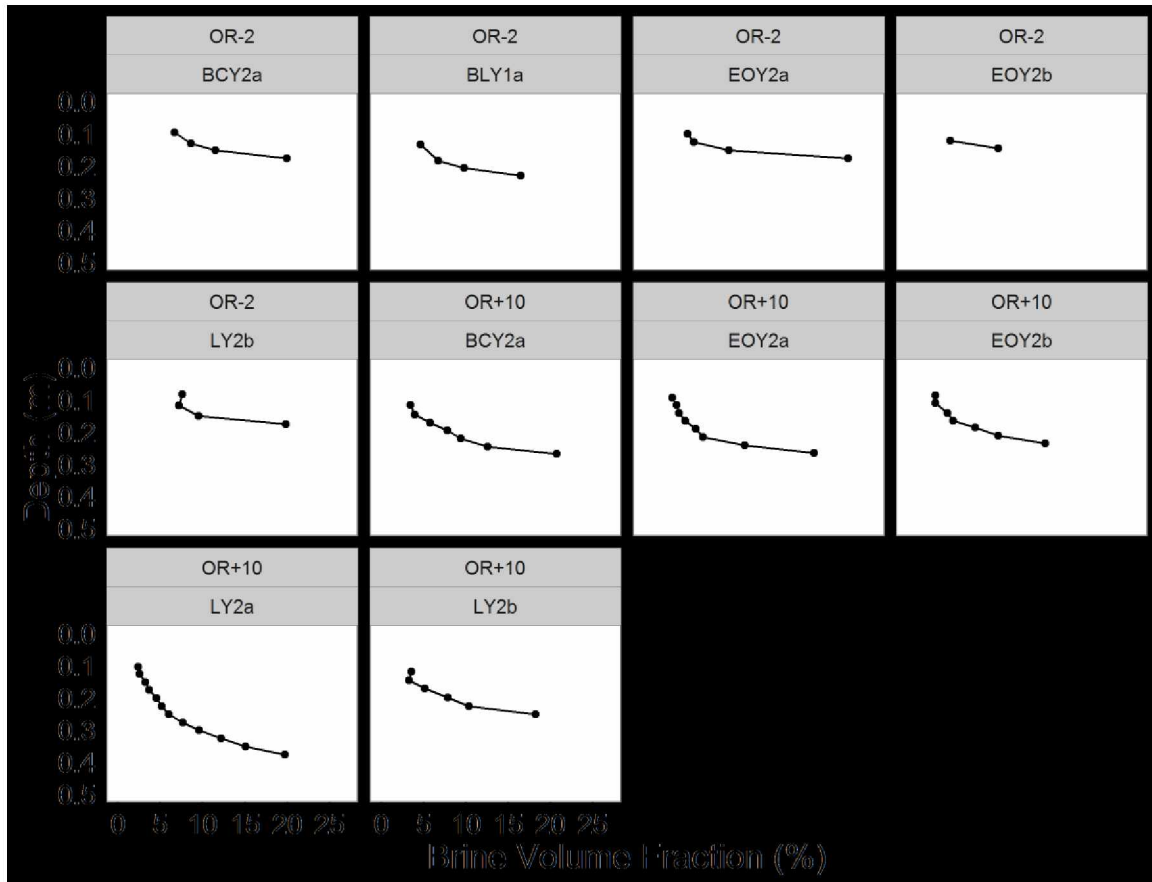 OR-2 OR-2 OR-2 OR-2
BCY2a BLY1a EOY2a EOY2b
0.0
0.1
0.2
0.3
0.4
0.5
OR-2 OR+10 OR+10 OR+10
LY2b BCY2a EOY2a EOY2b
0.0
0.1
0.2
0.3
0.4
0.5
Depth (m)
OR+10 OR+10
LY2a LY2b
0.0
0.1
0.2
0.3
0.4
0.5
0 5 10 15 20 25 0 5 10 15 20 25
Brine Volume Fraction (%)